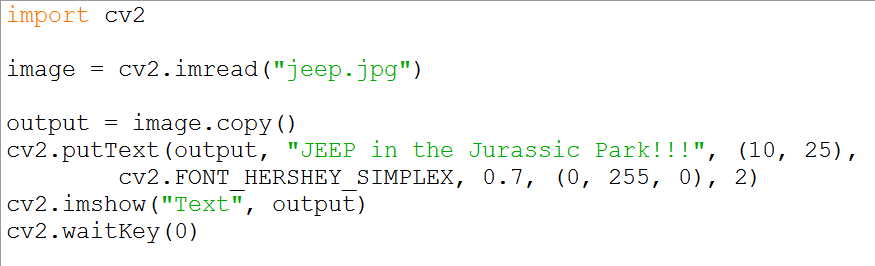 import cv2
image = cv2.imread("jeep.jpg")
output = image.copy()
cv2.putText(output, "JEEP in the Jurassic Park!!!", (10, 25),
cv2.FONT_HERSHEY_SIMPLEX, 0.7, (0, 255, 0), 2)
cv2.imshow("Text", output)
cv2.waitKey(0)